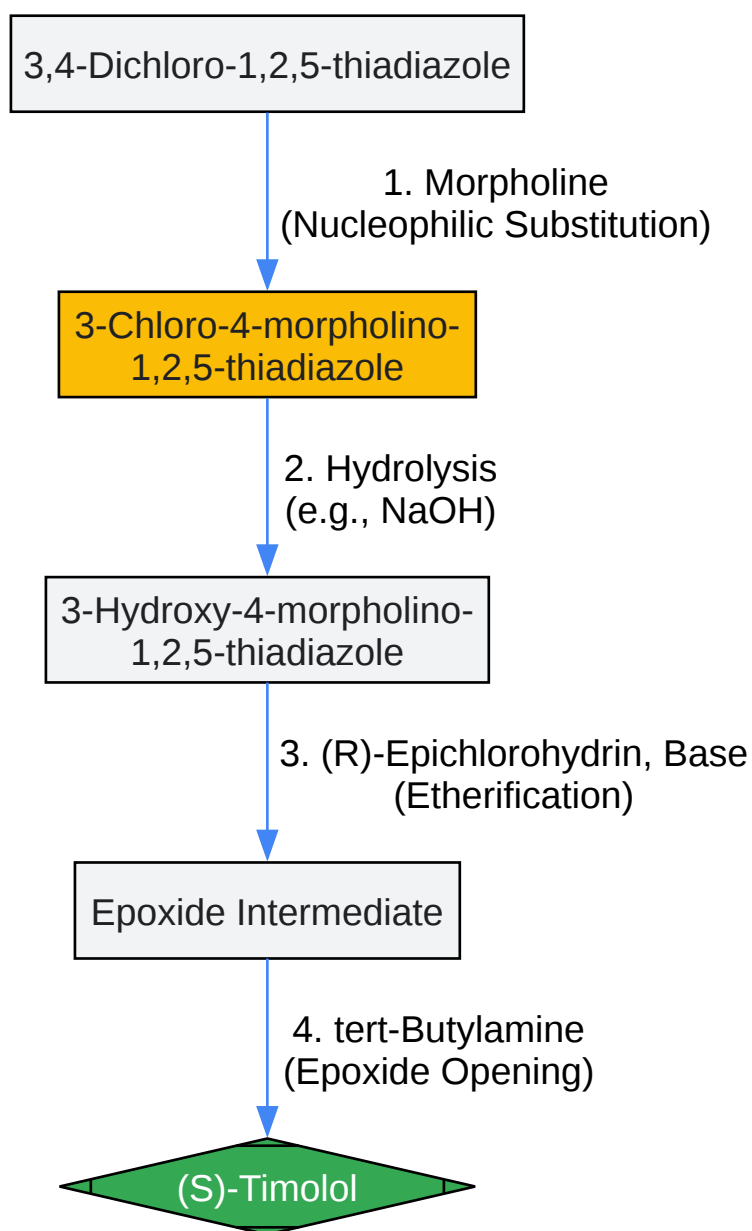 3,4-Dichloro-1,2,5-thiadiazole
1. Morpholine
(Nucleophilic Substitution)
3-Chloro-4-morpholino-
1,2,5-thiadiazole
2. Hydrolysis
(e.g., NaOH)
3-Hydroxy-4-morpholino-
1,2,5-thiadiazole
3. (R)-Epichlorohydrin, Base
(Etherification)
Epoxide Intermediate
4. tert-Butylamine
(Epoxide Opening)
(S)-Timolol